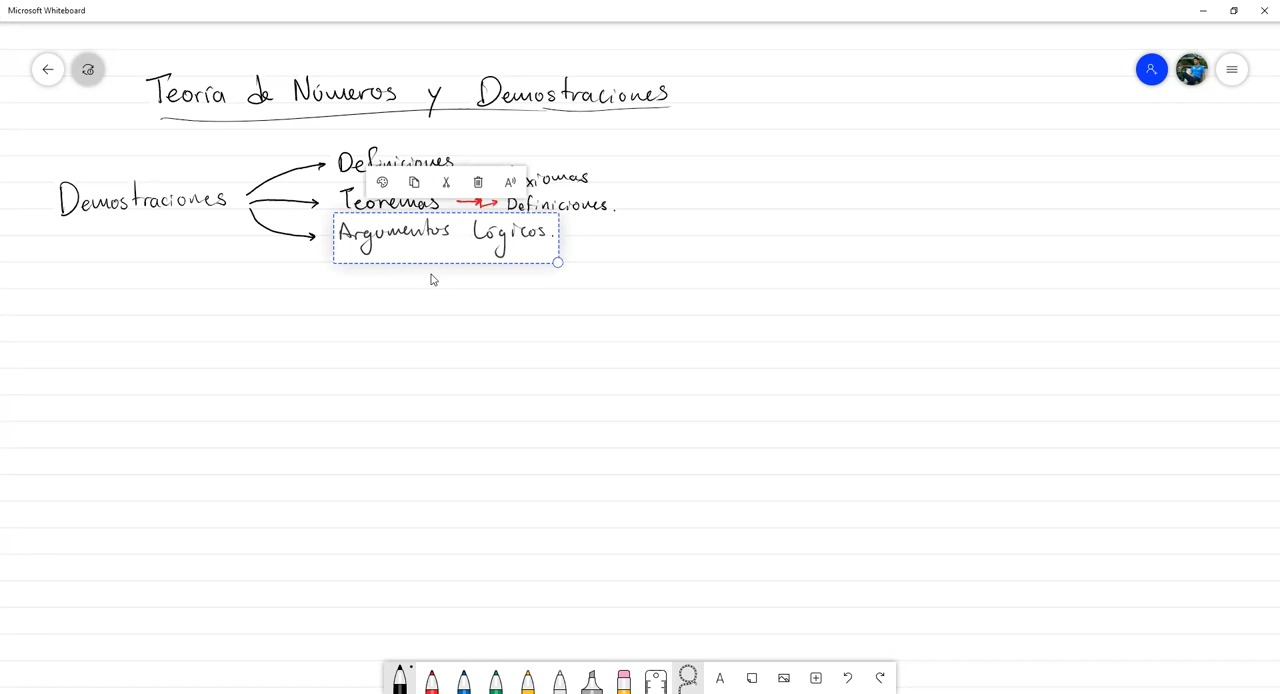 Microsoft Whiteboard
Teoría de Números y Demostraciones
Demostraciones
Definiciones
Teoremas
Definiciones.
Argumentos Lógicos.